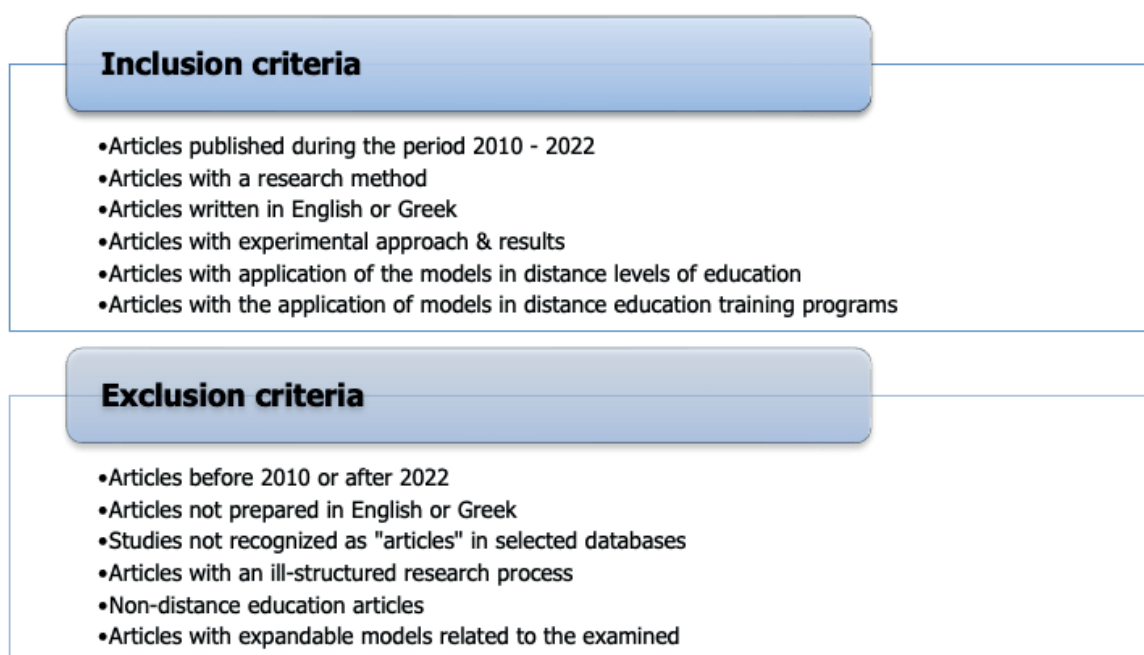 Inclusion criteria
•Articles published during the period 2010 - 2022
•Articles with a research method
•Articles written in English or Greek
•Articles with experimental approach & results
•Articles with application of the models in distance levels of education
•Articles with the application of models in distance education training programs
Exclusion criteria
•Articles before 2010 or after 2022
•Articles not prepared in English or Greek
•Studies not recognized as "articles" in selected databases
•Articles with an ill-structured research process
•Non-distance education articles
•Articles with expandable models related to the examined